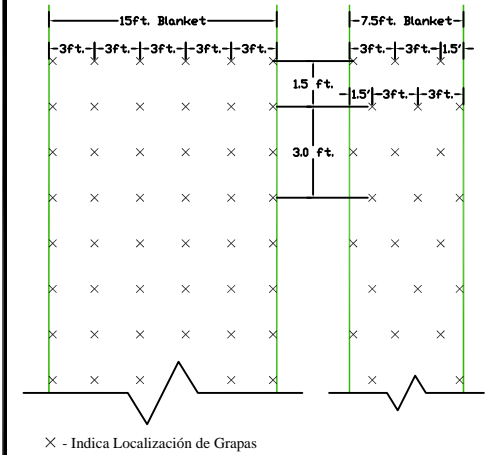 15ft. Blanket
7.5ft. Blanket
3ft. 3ft. 3ft. 3ft. 3ft.
3ft. 3ft. 1.5'
1.5 ft.
1.5' 3ft. 3ft.
3.0 ft.
× - Indica Localización de Grapas